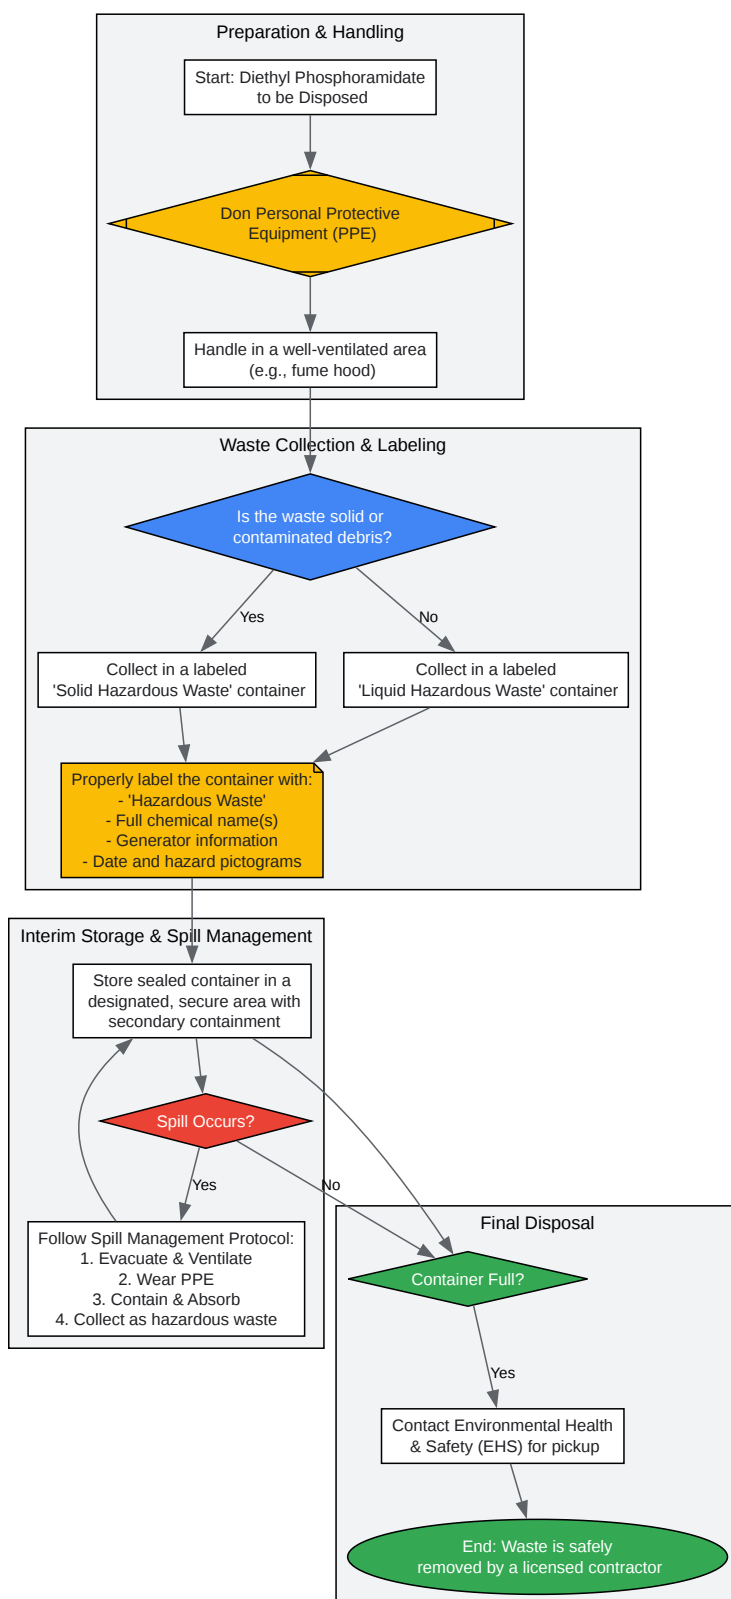 Preparation & Handling
Start: Diethyl Phosphoramidate
to be Disposed
Don Personal Protective
Equipment (PPE)
Handle in a well-ventilated area
(e.g., fume hood)
Waste Collection & Labeling
Is the waste solid or
contaminated debris?
Yes
No
Collect in a labeled
'Solid Hazardous Waste' container
Collect in a labeled
'Liquid Hazardous Waste' container
Properly label the container with:
- 'Hazardous Waste'
- Full chemical name(s)
- Generator information
- Date and hazard pictograms
Interim Storage & Spill Management
Store sealed container in a
designated, secure area with
secondary containment
Spill Occurs?
Yes
No
Follow Spill Management Protocol:
1. Evacuate & Ventilate
2. Wear PPE
3. Contain & Absorb
4. Collect as hazardous waste
Final Disposal
Container Full?
Yes
Contact Environmental Health
& Safety (EHS) for pickup
End: Waste is safely
removed by a licensed contractor